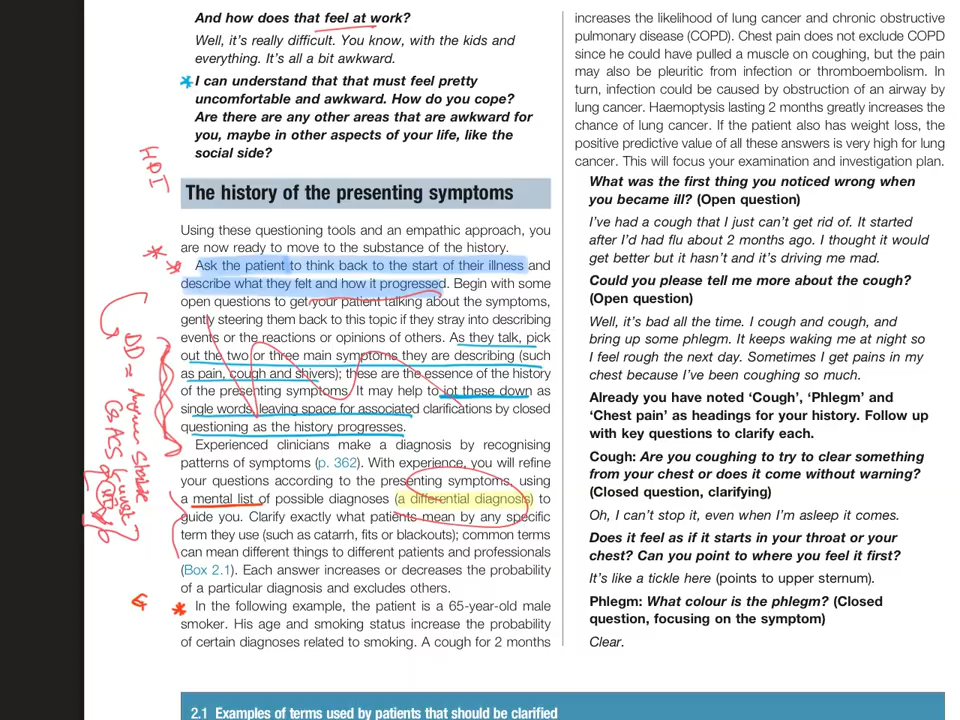 And how does that feel at work?
Well, it's really difficult. You know, with the kids and
everything. It's all a bit awkward.
I can understand that that must feel pretty
uncomfortable and awkward. How do you cope?
Are there any other areas that are awkward for
you, maybe in other aspects of your life, like the
social side?
HPI
The history of the presenting symptoms
Using these questioning tools and an empathic approach, you
are now ready to move to the substance of the history.
Ask the patient to think back to the start of their illness and
describe what they felt and how it progressed. Begin with some
open questions to get your patient talking about the symptoms,
gently steering them back to this topic if they stray into describing
events or the reactions or opinions of others. As they talk, pick
out the two or three main symptoms they are describing (such
as pain, cough and shivers); these are the essence of the history
of the presenting symptoms. It may help to jot these down as
single words, leaving space for associated clarifications by closed
questioning as the history progresses.
Experienced clinicians make a diagnosis by recognising
patterns of symptoms (p. 362). With experience, you will refine
your questions according to the presenting symptoms, using
a mental list of possible diagnoses (a differential diagnosis) to
guide you. Clarify exactly what patients mean by any specific
term they use (such as catarrh, fits or blackouts); common terms
can mean different things to different patients and professionals
(Box 2.1). Each answer increases or decreases the probability
of a particular diagnosis and excludes others.
In the following example, the patient is a 65-year-old male
smoker. His age and smoking status increase the probability
of certain diagnoses related to smoking. A cough for 2 months
DD =
ACS
increases the likelihood of lung cancer and chronic obstructive
pulmonary disease (COPD). Chest pain does not exclude COPD
since he could have pulled a muscle on coughing, but the pain
may also be pleuritic from infection or thromboembolism. In
turn, infection could be caused by obstruction of an airway by
lung cancer. Haemoptysis lasting 2 months greatly increases the
chance of lung cancer. If the patient also has weight loss, the
positive predictive value of all these answers is very high for lung
cancer. This will focus your examination and investigation plan.
What was the first thing you noticed wrong when
you became ill? (Open question)
I've had a cough that I just can't get rid of. It started
after I'd had flu about 2 months ago. I thought it would
get better but it hasn't and it's driving me mad.
Could you please tell me more about the cough?
(Open question)
Well, it's bad all the time. I cough and cough, and
bring up some phlegm. It keeps waking me at night so
I feel rough the next day. Sometimes I get pains in my
chest because I've been coughing so much.
Already you have noted 'Cough', 'Phlegm' and
'Chest pain' as headings for your history. Follow up
with key questions to clarify each.
Cough: Are you coughing to try to clear something
from your chest or does it come without warning?
(Closed question, clarifying)
Oh, I can't stop it, even when I'm asleep it comes.
Does it feel as if it starts in your throat or your
chest? Can you point to where you feel it first?
It's like a tickle here (points to upper sternum).
Phlegm: What colour is the phlegm? (Closed
question, focusing on the symptom)
Clear.
2.1 Examples of terms used by patients that should be clarified